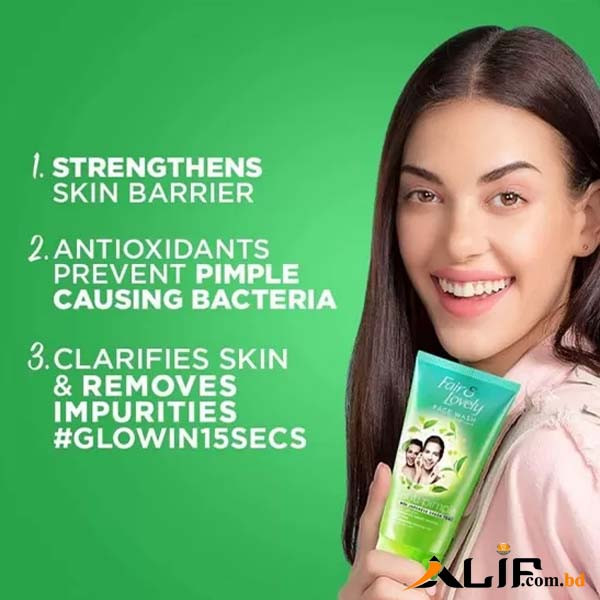 1. STRENGTHENS
SKIN BARRIER
2. ANTIOXIDANTS
PREVENT PIMPLE
CAUSING BACTERIA
3. CLARIFIES SKIN
& REMOVES
IMPURITIES
#GLOWIN15SECS
Fair &
Lovely
FACE WASH
ALIF.com.bd